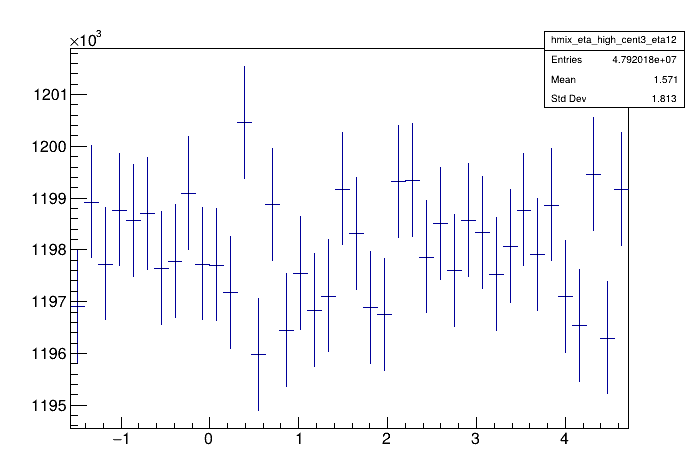 ×10³
hmix_eta_high_cent3_eta12
Entries 4.792018e+07
Mean 1.571
Std Dev 1.813
1201
1200
1199
1198
1197
1196
1195
−1 0 1 2 3 4